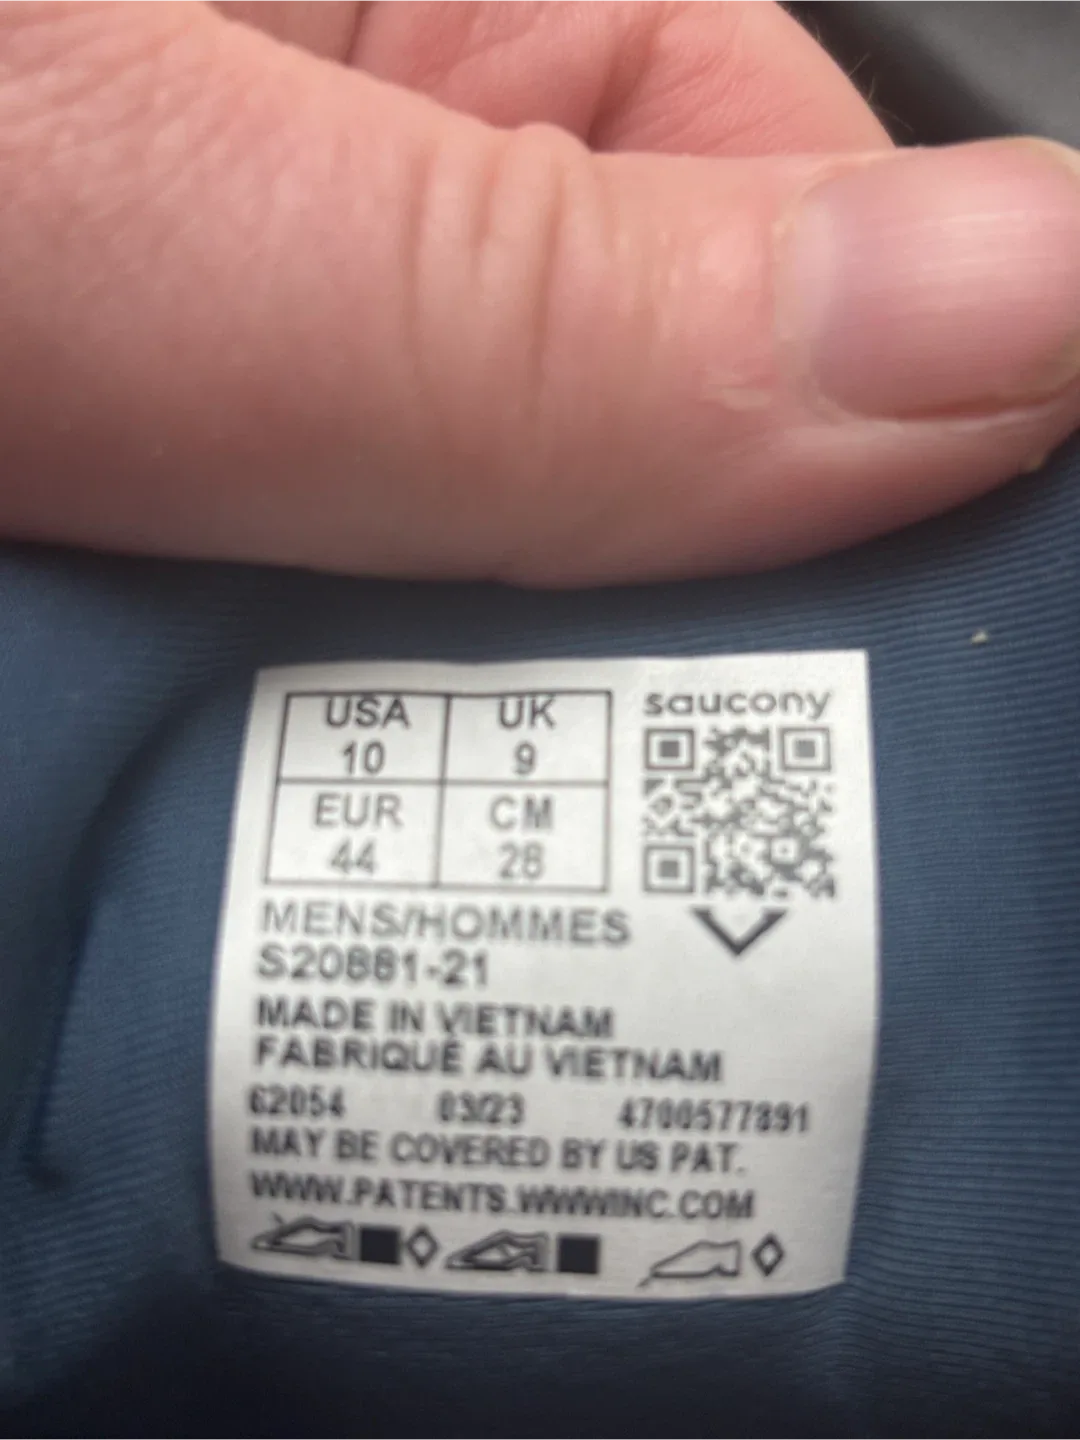 USA UK
10 9
EUR CM
44 28
saucony
MENS/HOMMES
S20881-21
MADE IN VIETNAM
FABRIQUÉ AU VIETNAM
62054 03/23 4700577891
MAY BE COVERED BY US PAT.
WWW.PATENTS.WWWINC.COM